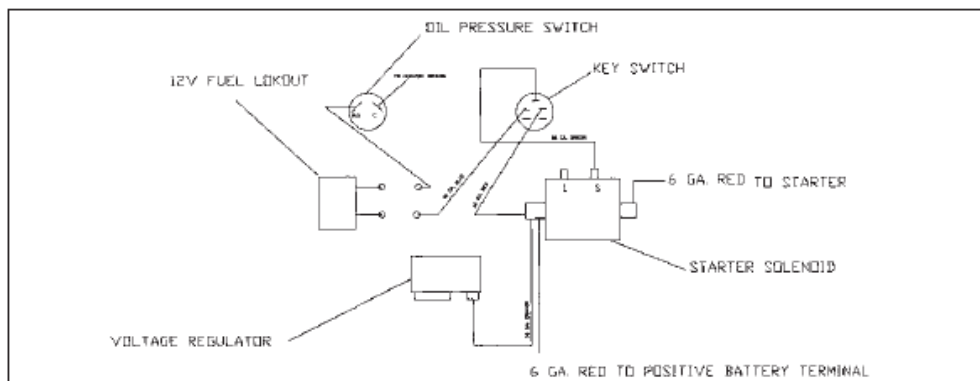 OIL PRESSURE SWITCH
KEY SWITCH
12V FUEL LOKOUT
L S
6 GA. RED TO STARTER
STARTER SOLENOID
VOLTAGE REGULATOR
6 GA. RED TO POSITIVE BATTERY TERMINAL